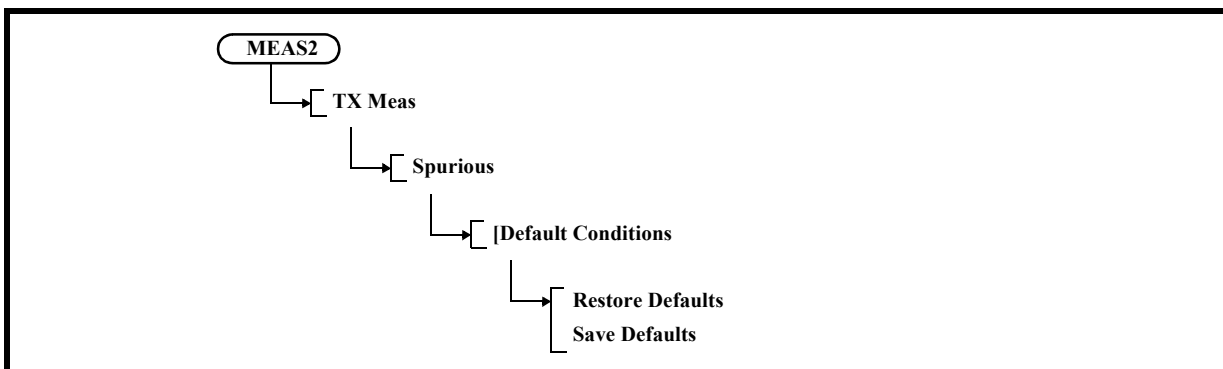 MEAS2
TX Meas
Spurious
[Default Conditions
Restore Defaults
Save Defaults